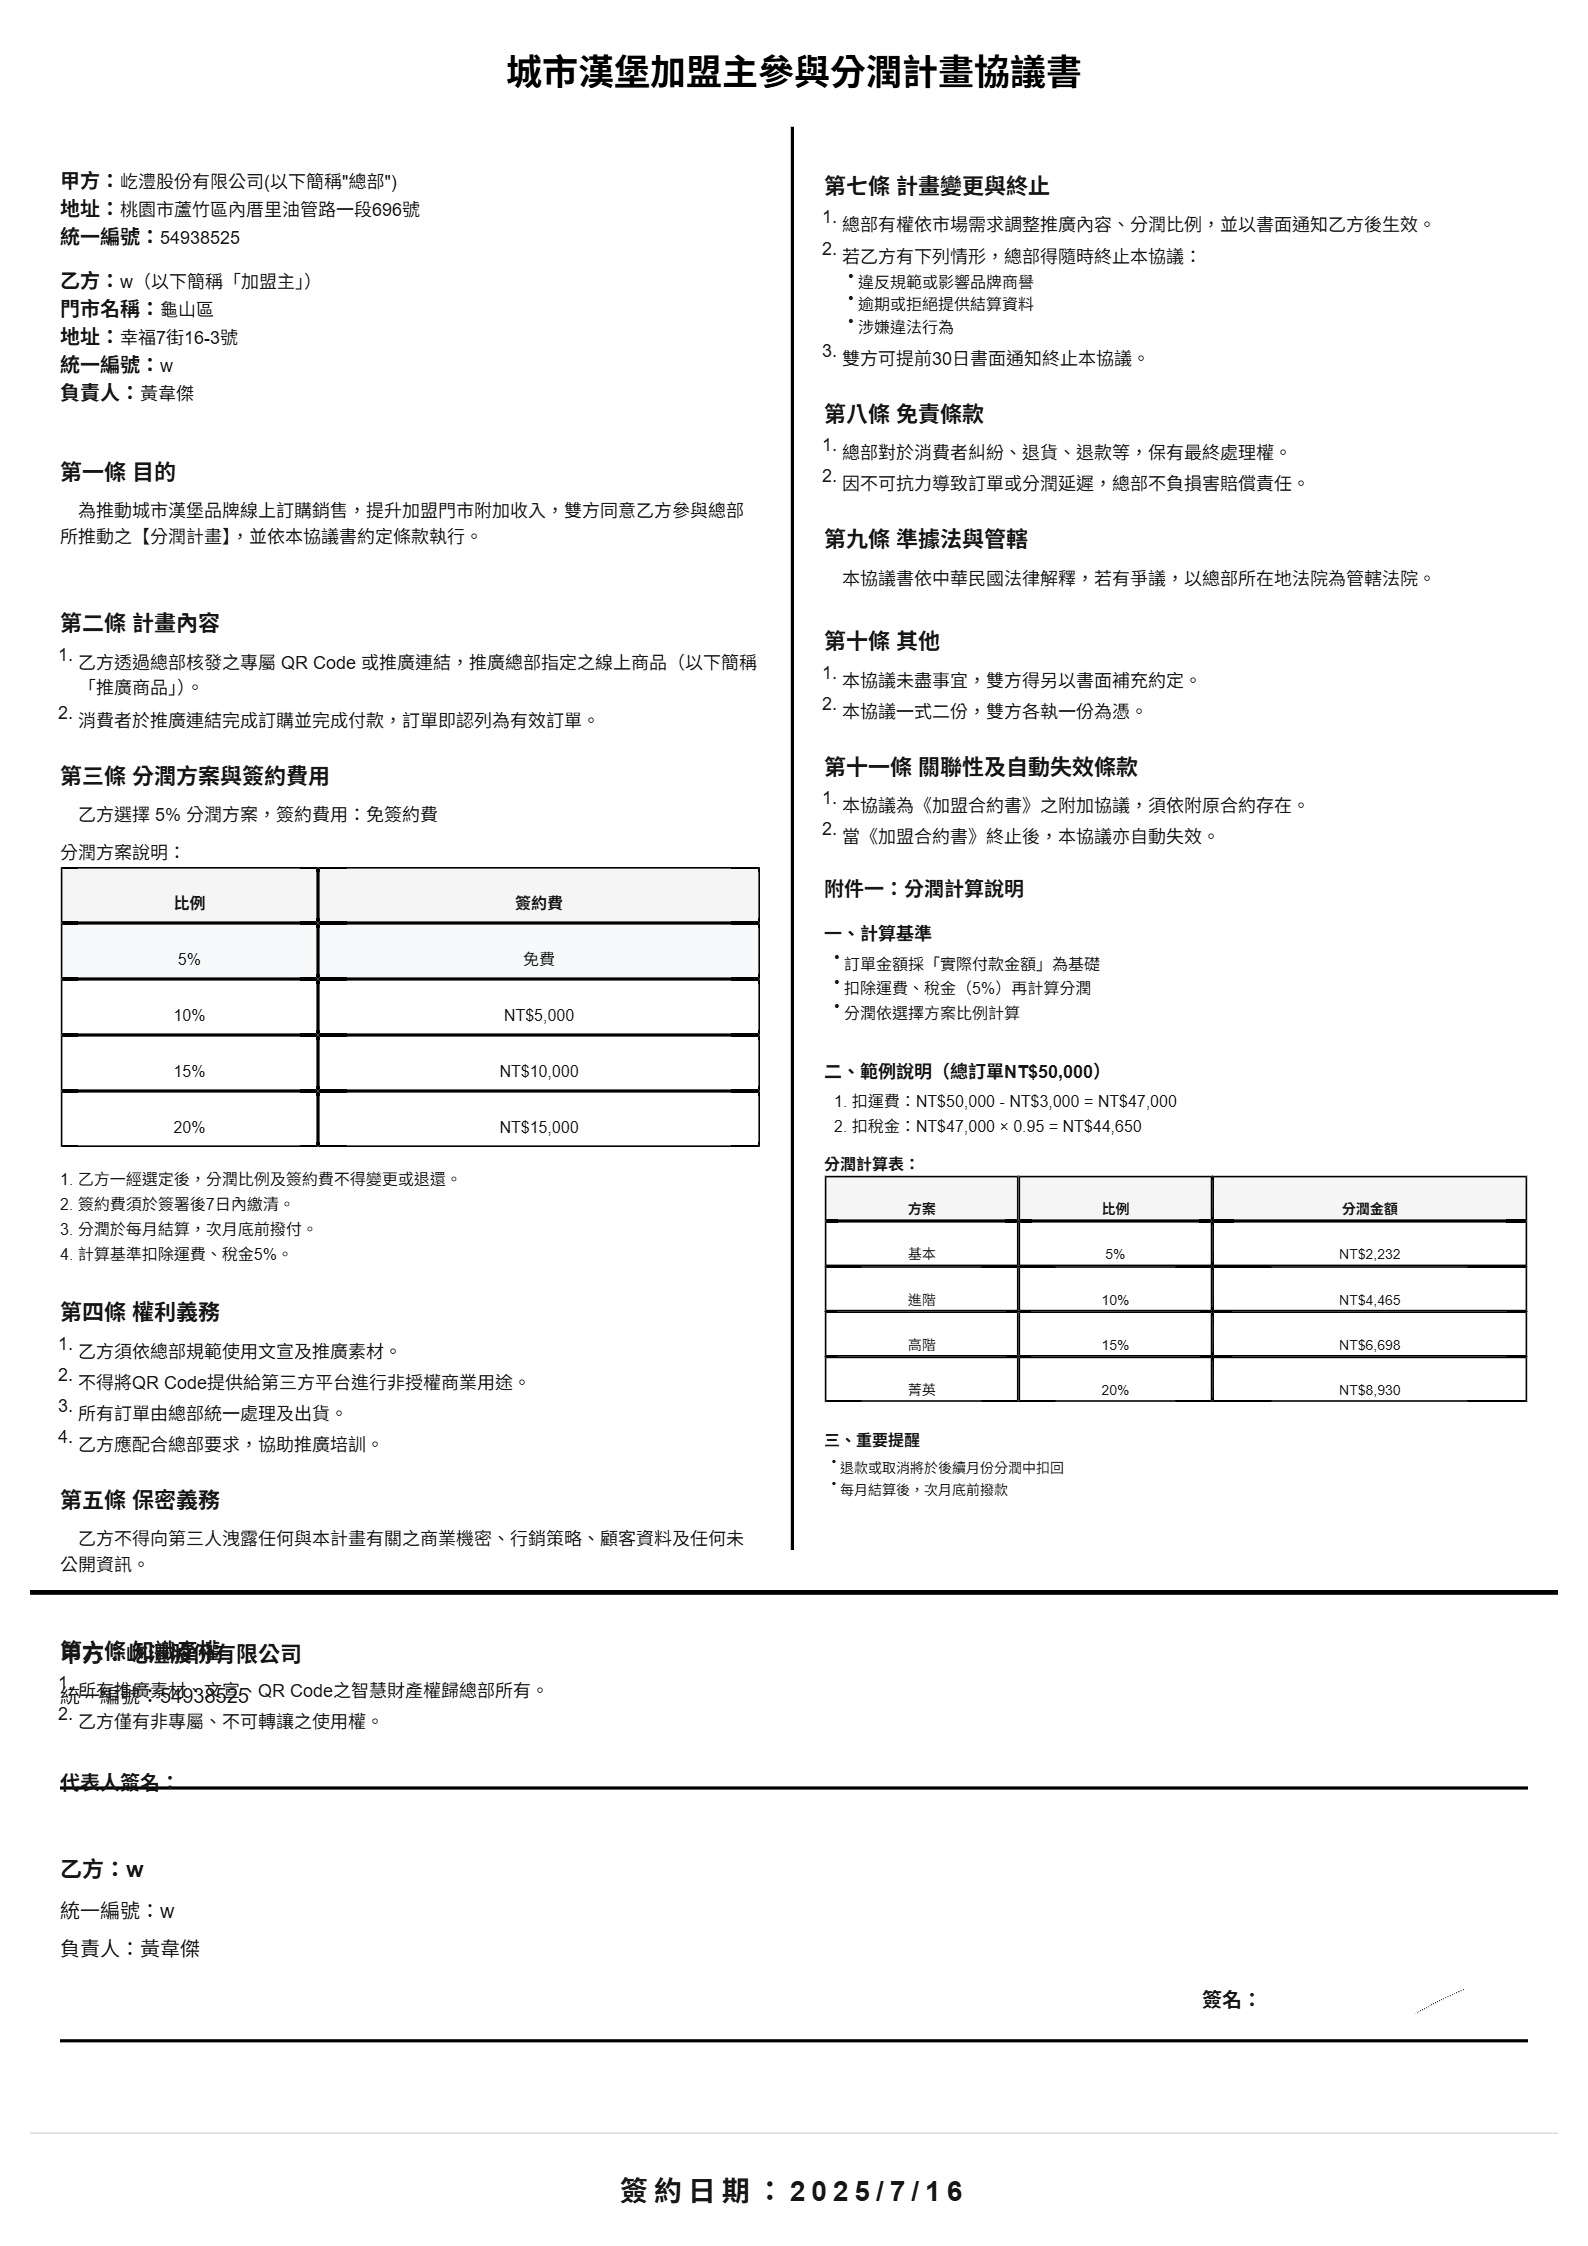 城市漢堡加盟主參與分潤計畫協議書
甲方：屹澧股份有限公司(以下簡稱"總部")
地址：桃園市蘆竹區內厝里油管路一段696號
統一編號：54938525
乙方：w（以下簡稱「加盟主」）
門市名稱：龜山區
地址：幸福7街16-3號
統一編號：w
負責人：黃韋傑
第一條 目的
為推動城市漢堡品牌線上訂購銷售，提升加盟門市附加收入，雙方同意乙方參與總部
所推動之【分潤計畫】，並依本協議書約定條款執行。
第二條 計畫內容
1. 乙方透過總部核發之專屬 QR Code 或推廣連結，推廣總部指定之線上商品（以下簡稱
「推廣商品」）。
2. 消費者於推廣連結完成訂購並完成付款，訂單即認列為有效訂單。
第三條 分潤方案與簽約費用
乙方選擇 5% 分潤方案，簽約費用：免簽約費
分潤方案說明：
比例 簽約費
5% 免費
10% NT$5,000
15% NT$10,000
20% NT$15,000
1. 乙方一經選定後，分潤比例及簽約費不得變更或退還。
2. 簽約費須於簽署後7日內繳清。
3. 分潤於每月結算，次月底前撥付。
4. 計算基準扣除運費、稅金5%。
第四條 權利義務
1. 乙方須依總部規範使用文宣及推廣素材。
2. 不得將QR Code提供給第三方平台進行非授權商業用途。
3. 所有訂單由總部統一處理及出貨。
4. 乙方應配合總部要求，協助推廣培訓。
第五條 保密義務
乙方不得向第三人洩露任何與本計畫有關之商業機密、行銷策略、顧客資料及任何未
公開資訊。
第六條 知識產權
1. 所有推廣素材、文宣、QR Code之智慧財產權歸總部所有。
2. 乙方僅有非專屬、不可轉讓之使用權。
第七條 計畫變更與終止
1. 總部有權依市場需求調整推廣內容、分潤比例，並以書面通知乙方後生效。
2. 若乙方有下列情形，總部得隨時終止本協議：
• 違反規範或影響品牌商譽
• 逾期或拒絕提供結算資料
• 涉嫌違法行為
3. 雙方可提前30日書面通知終止本協議。
第八條 免責條款
1. 總部對於消費者糾紛、退貨、退款等，保有最終處理權。
2. 因不可抗力導致訂單或分潤延遲，總部不負損害賠償責任。
第九條 準據法與管轄
本協議書依中華民國法律解釋，若有爭議，以總部所在地法院為管轄法院。
第十條 其他
1. 本協議未盡事宜，雙方得另以書面補充約定。
2. 本協議一式二份，雙方各執一份為憑。
第十一條 關聯性及自動失效條款
1. 本協議為《加盟合約書》之附加協議，須依附原合約存在。
2. 當《加盟合約書》終止後，本協議亦自動失效。
附件一：分潤計算說明
一、計算基準
• 訂單金額採「實際付款金額」為基礎
• 扣除運費、稅金（5%）再計算分潤
• 分潤依選擇方案比例計算
二、範例說明（總訂單NT$50,000）
1. 扣運費：NT$50,000 - NT$3,000 = NT$47,000
2. 扣稅金：NT$47,000 × 0.95 = NT$44,650
分潤計算表：
方案 比例 分潤金額
基本 5% NT$2,232
進階 10% NT$4,465
高階 15% NT$6,698
菁英 20% NT$8,930
三、重要提醒
• 退款或取消將於後續月份分潤中扣回
• 每月結算後，次月底前撥款
甲方：屹澧股份有限公司
統一編號：54938525
代表人簽名：
乙方：w
統一編號：w
負責人：黃韋傑
簽名：
簽約日期：2025/7/16